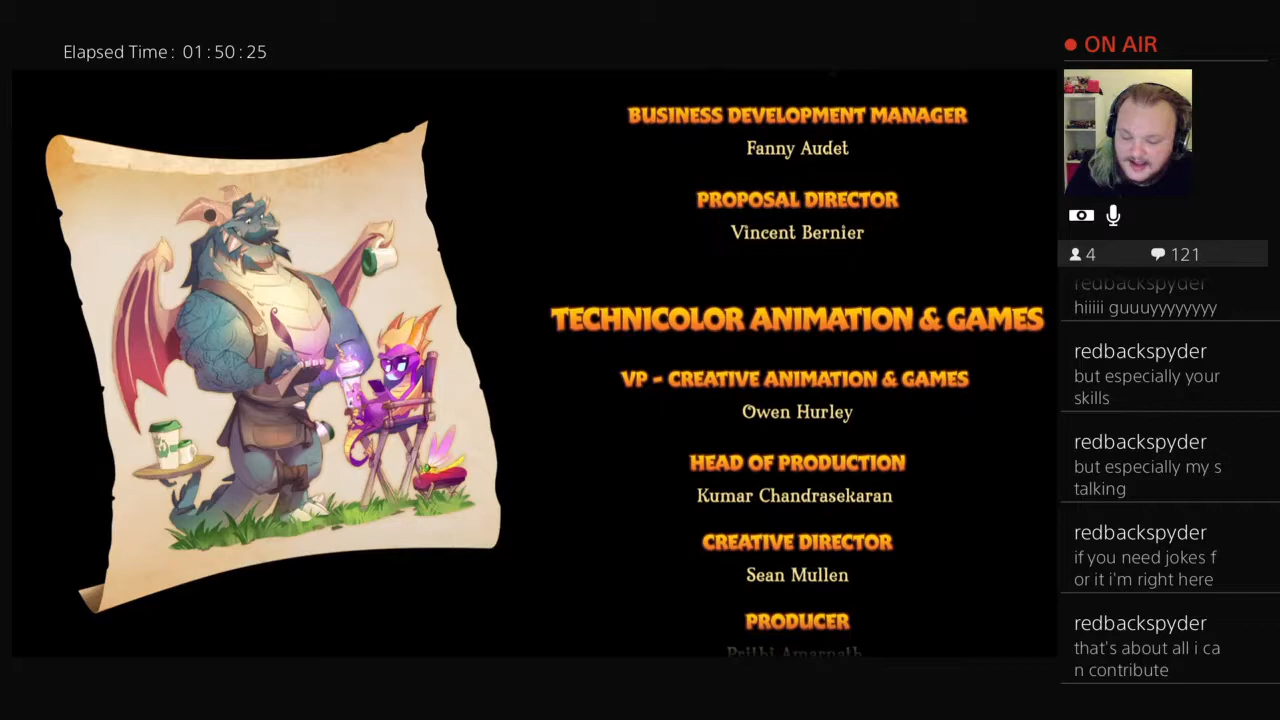 Elapsed Time: 01:50:25
BUSINESS DEVELOPMENT MANAGER
Fanny Audet
PROPOSAL DIRECTOR
Vincent Bernier
TECHNICOLOR ANIMATION & GAMES
VP - CREATIVE ANIMATION & GAMES
Owen Hurley
HEAD OF PRODUCTION
Kumar Chandrasekaran
CREATIVE DIRECTOR
Sean Mullen
PRODUCER
Prithi Amarnath
ON AIR
4 121
redbackspyder
hiiiii guuuyyyyyyyy
redbackspyder
but especially your
skills
redbackspyder
but especially my s
talking
redbackspyder
if you need jokes f
or it i'm right here
redbackspyder
that's about all i ca
n contribute